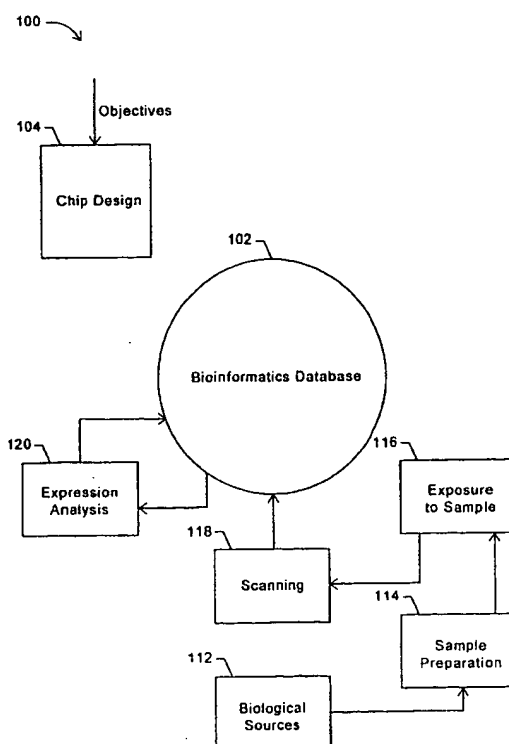 100
Objectives
104
Chip Design
102
Bioinformatics Database
120
Expression
Analysis
116
Exposure
to Sample
118
Scanning
114
Sample
Preparation
112
Biological
Sources